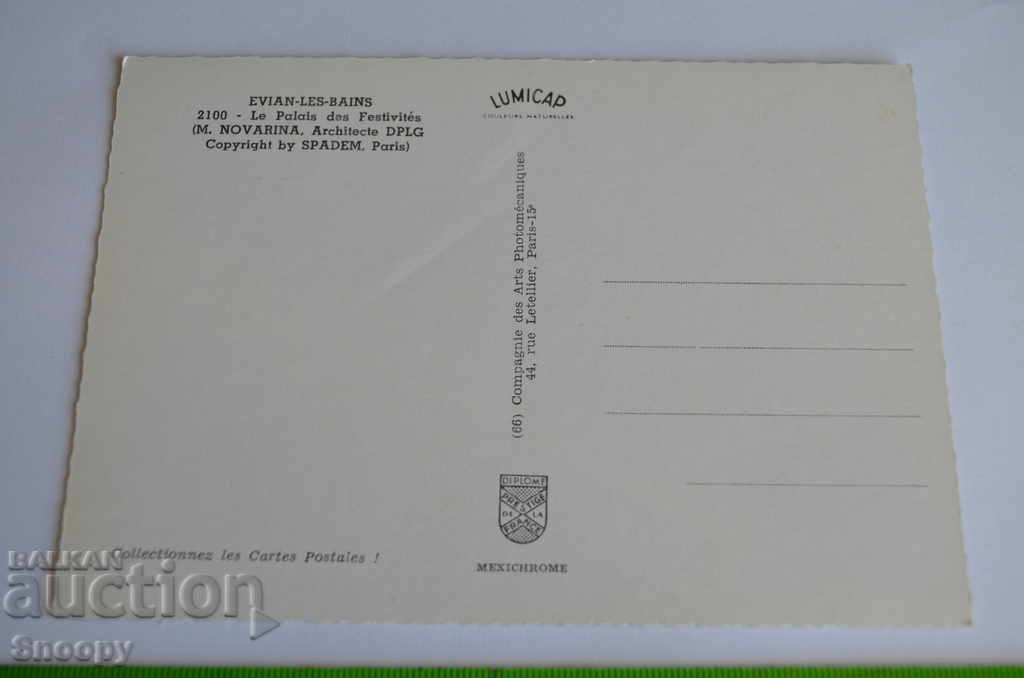 EVIAN-LES-BAINS
2100 - Le Palais des Festivités
(M. NOVARINA, Architecte DPLG
Copyright by SPADEM, Paris)
LUMICAP
COULEURS NATURELLES
(66) Compagnie des Arts Photomécaniques
44, rue Letellier, Paris-15e
DIPLOME
PRESTIGE
DE LA
FRANCE
MEXICHROME
Collectionnez les Cartes Postales !
BALKAN
auction
Snoopy